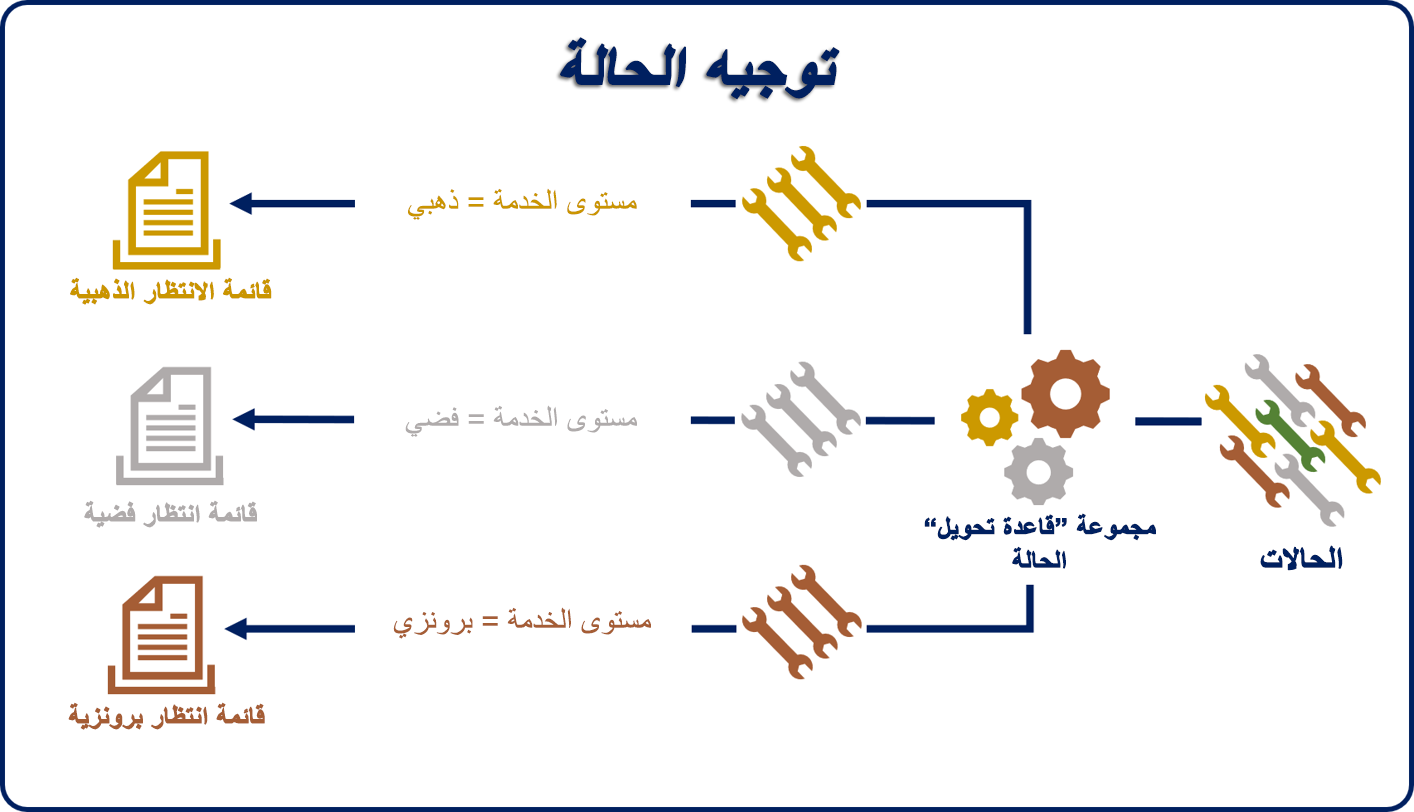 توجيه الحالة
مستوى الخدمة = ذهبي
قائمة الانتظار الذهبية
مستوى الخدمة = فضي
قائمة انتظار فضية
مجموعة ”قاعدة تحويل“
الحالة
الحالات
مستوى الخدمة = برونزي
قائمة انتظار برونزية